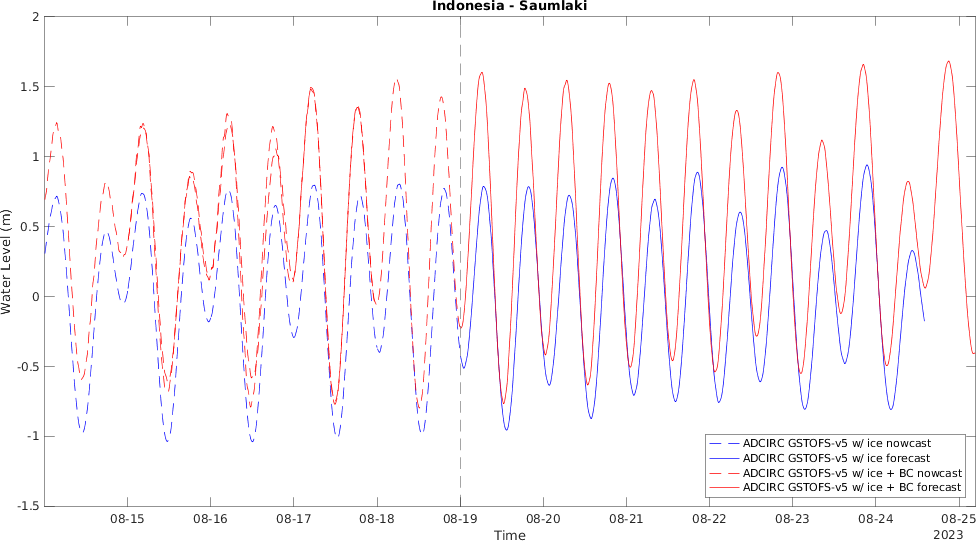 Indonesia - Saumlaki
2
1.5
1
0.5
0
-0.5
-1
-1.5
Water Level (m)
ADCIRC GSTOFS-v5 w/ ice nowcast
ADCIRC GSTOFS-v5 w/ ice forecast
ADCIRC GSTOFS-v5 w/ ice + BC nowcast
ADCIRC GSTOFS-v5 w/ ice + BC forecast
08-15 08-16 08-17 08-18 08-19 08-20 08-21 08-22 08-23 08-24 08-25
Time 2023